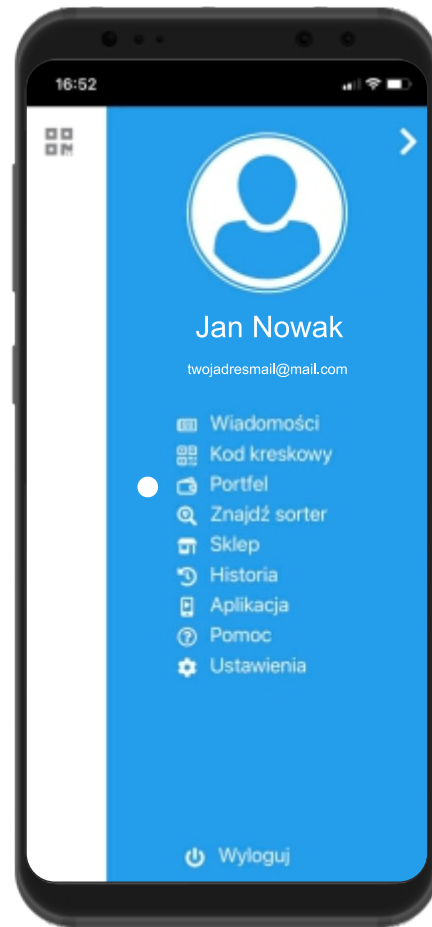 16:52
Jan Nowak
twojadresmail@mail.com
Wiadomości
Kod kreskowy
Portfel
Znajdź sorter
Sklep
Historia
Aplikacja
Pomoc
Ustawienia
Wyloguj